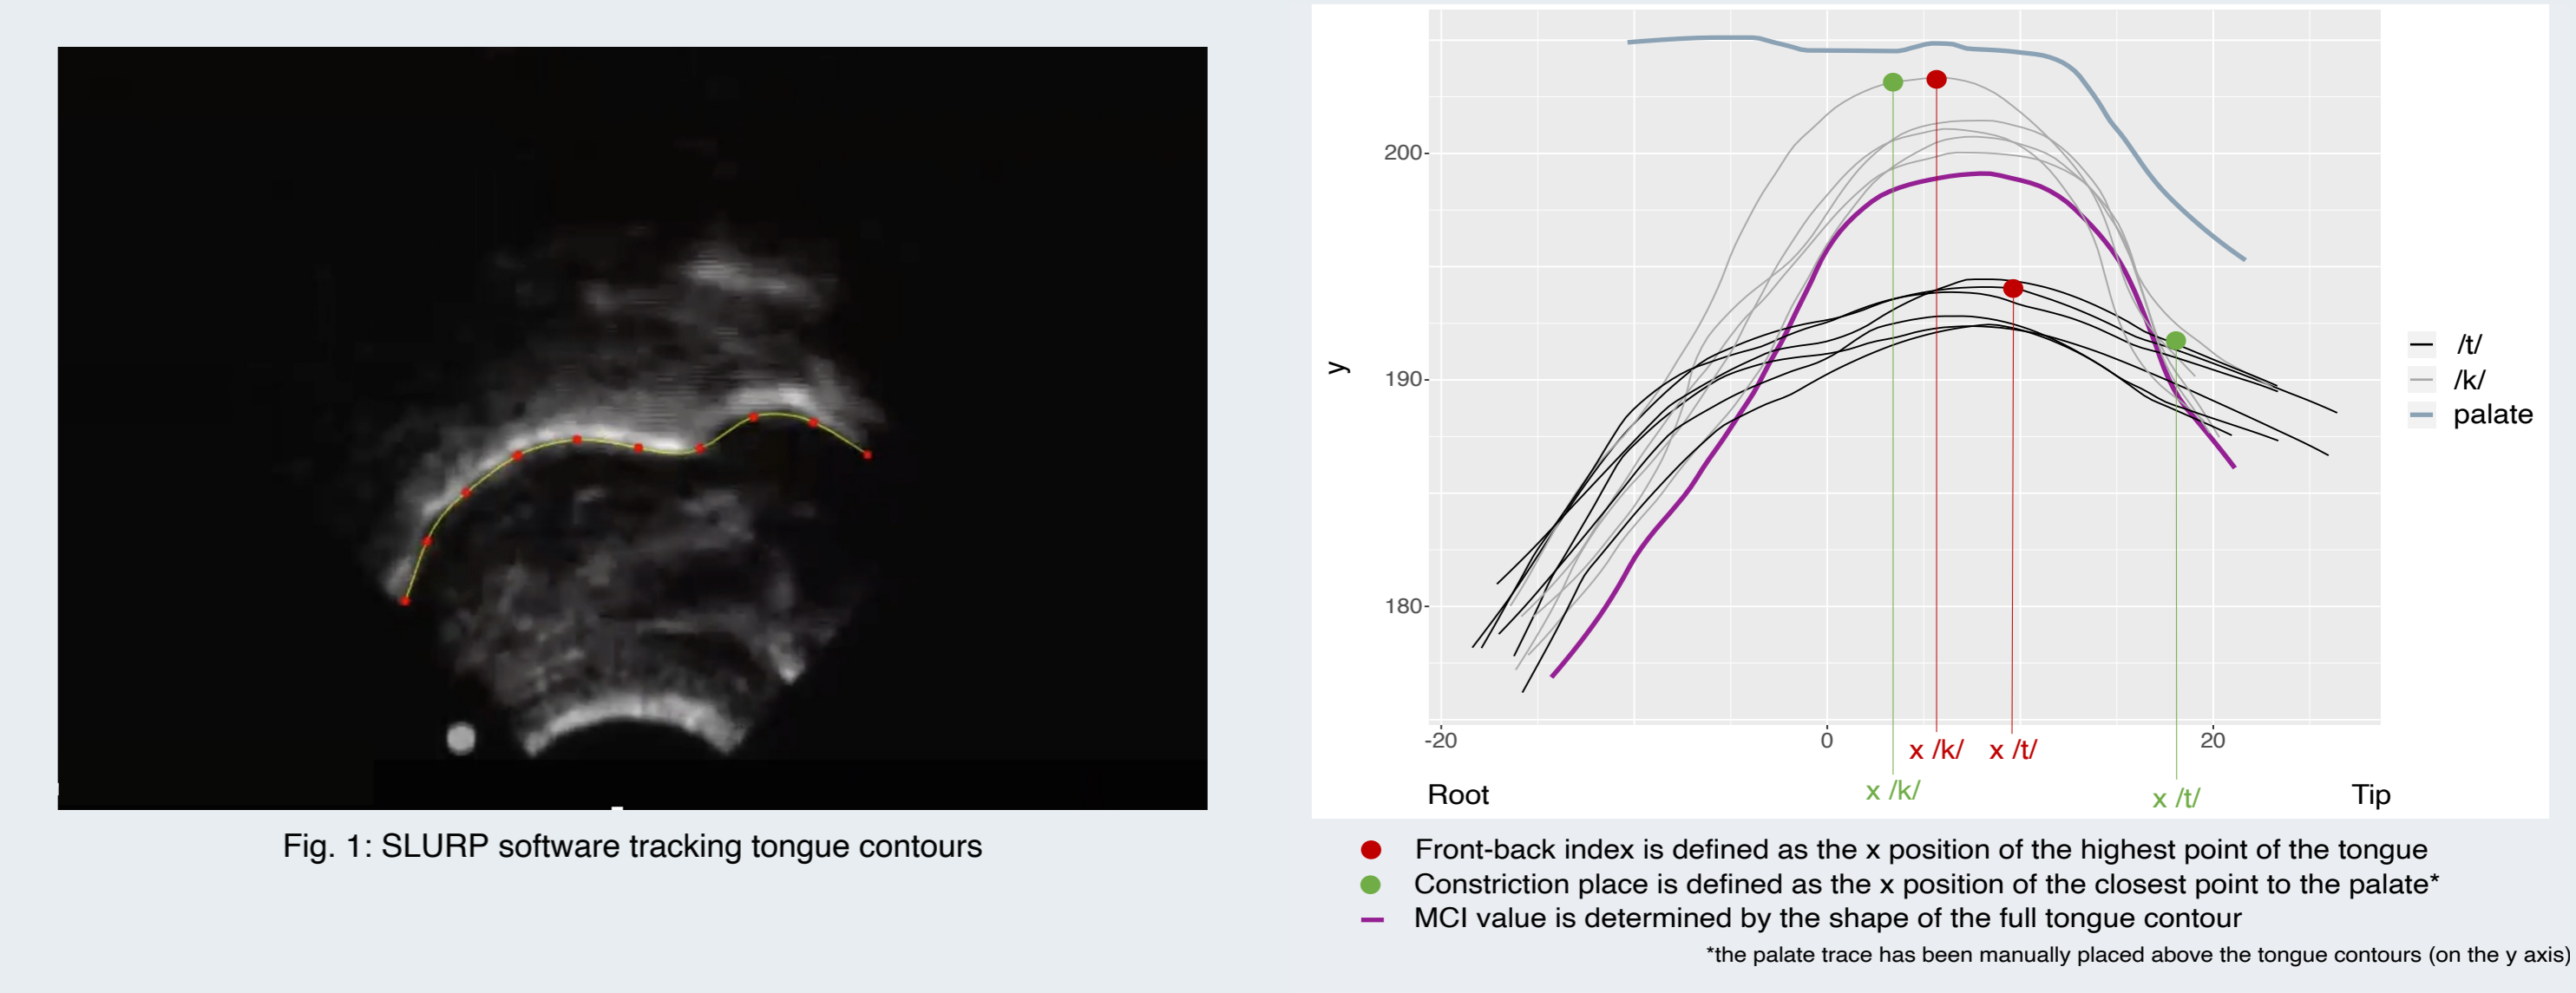 Fig. 1: SLURP software tracking tongue contours
y
200
190
180
-20
0
20
x /k/
x /t/
x /k/
x /t/
Root
Tip
/t/
/k/
palate
Front-back index is defined as the x position of the highest point of the tongue
Constriction place is defined as the x position of the closest point to the palate*
MCI value is determined by the shape of the full tongue contour
*the palate trace has been manually placed above the tongue contours (on the y axis)